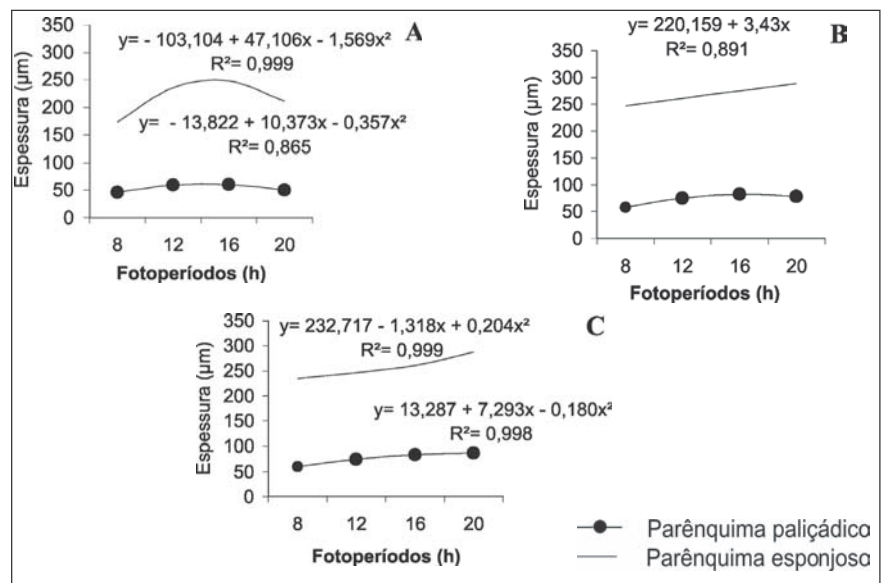 A
y= - 103,104 + 47,106x - 1,569x²
R²= 0,999
y= - 13,822 + 10,373x - 0,357x²
R²= 0,865
Espessura (µm)
350
300
250
200
150
100
50
0
8 12 16 20
Fotoperíodos (h)
B
y= 220,159 + 3,43x
R²= 0,891
Espessura (µm)
350
300
250
200
150
100
50
0
8 12 16 20
Fotoperíodos (h)
C
y= 232,717 - 1,318x + 0,204x²
R²= 0,999
y= 13,287 + 7,293x - 0,180x²
R²= 0,998
Espessura (µm)
350
300
250
200
150
100
50
0
8 12 16 20
Fotoperíodos (h)
Parênquima paliçádico
Parênquima esponjoso